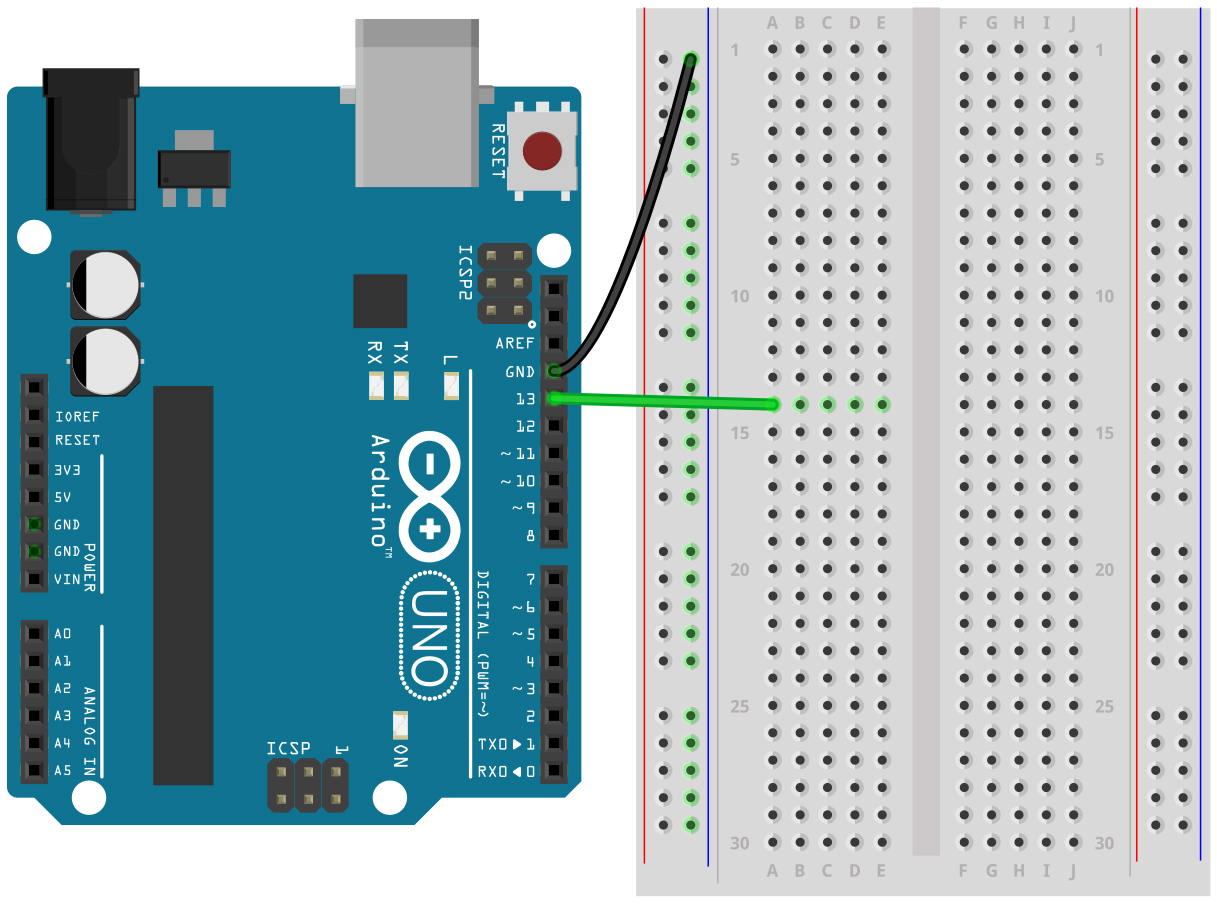 A B C D E F G H I J
1 1
RESET
5 5
ICSP2
10 10
AREF
RX TX L
GND
13
IOREF
12
RESET
15 15
~11
3V3
~10
5V
~9
GND
8
GND
VIN
POWER
Arduino™
20 20
7
~6
A0
~5
A1
4
A2
~3
A3
2
A4
TX0▶1
A5
RX0◀0
ANALOG IN
UNO
DIGITAL (PWM=~)
25 25
ICSP 1
ON
30 30
A B C D E F G H I J